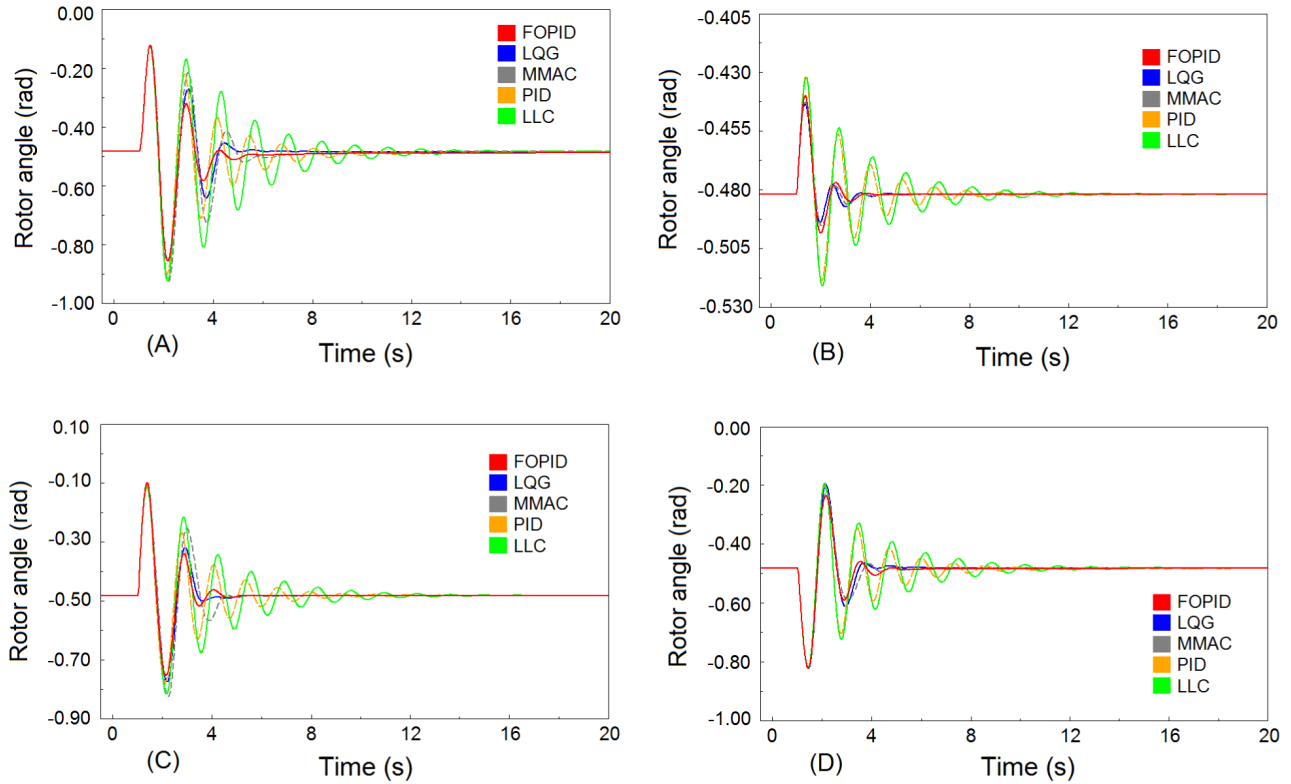 0.00
-0.20
-0.40
-0.60
-0.80
-1.00
Rotor angle (rad)
FOPID
LQG
MMAC
PID
LLC
0 4 8 12 16 20
(A) Time (s)
-0.405
-0.430
-0.455
-0.480
-0.505
-0.530
Rotor angle (rad)
FOPID
LQG
MMAC
PID
LLC
0 4 8 12 16 20
(B) Time (s)
0.10
-0.10
-0.30
-0.50
-0.70
-0.90
Rotor angle (rad)
FOPID
LQG
MMAC
PID
LLC
0 4 8 12 16 20
(C) Time (s)
0.00
-0.20
-0.40
-0.60
-0.80
-1.00
Rotor angle (rad)
FOPID
LQG
MMAC
PID
LLC
0 4 8 12 16 20
(D) Time (s)